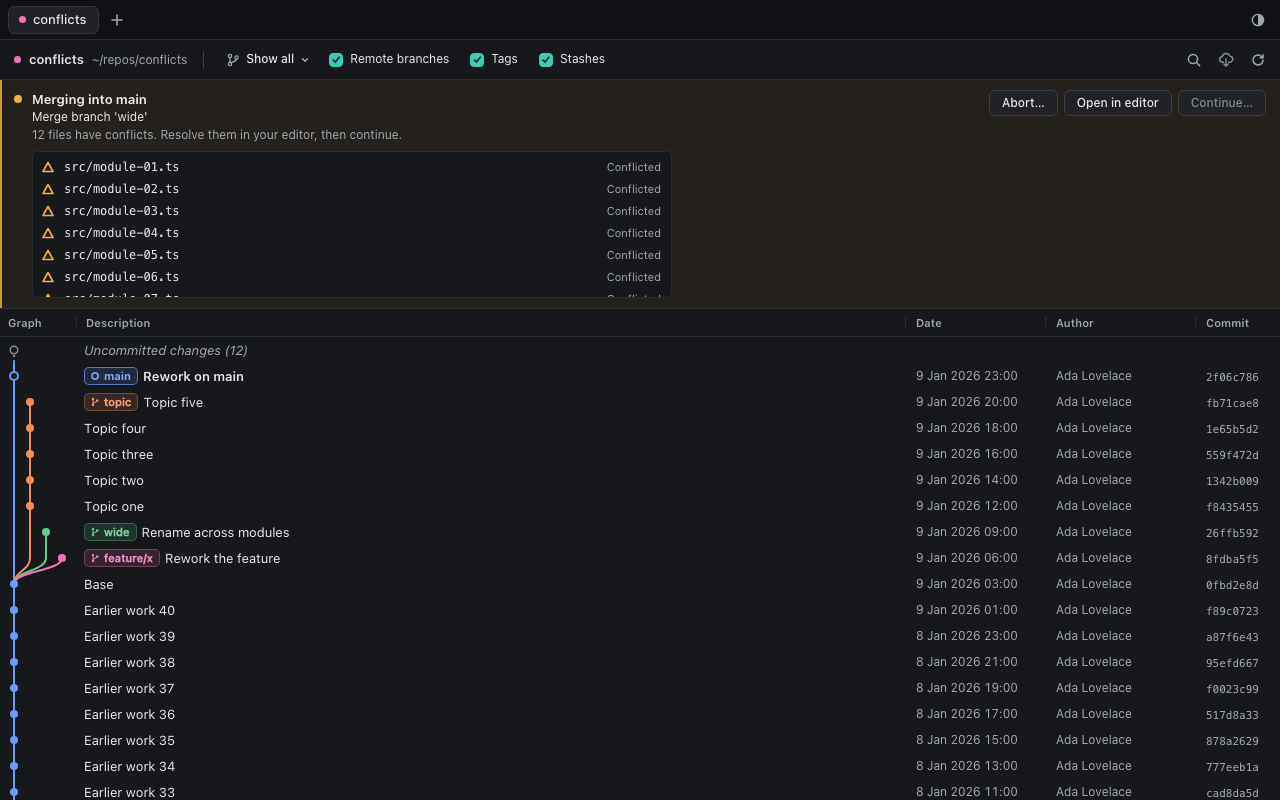 conflicts
conflicts ~/repos/conflicts Show all Remote branches Tags Stashes
Merging into main
Merge branch 'wide'
12 files have conflicts. Resolve them in your editor, then continue.
Abort... Open in editor Continue...
src/module-01.ts Conflicted
src/module-02.ts Conflicted
src/module-03.ts Conflicted
src/module-04.ts Conflicted
src/module-05.ts Conflicted
src/module-06.ts Conflicted
src/module-07.ts Conflicted
Graph Description Date Author Commit
Uncommitted changes (12)
main Rework on main 9 Jan 2026 23:00 Ada Lovelace 2f06c786
topic Topic five 9 Jan 2026 20:00 Ada Lovelace fb71cae8
Topic four 9 Jan 2026 18:00 Ada Lovelace 1e65b5d2
Topic three 9 Jan 2026 16:00 Ada Lovelace 559f472d
Topic two 9 Jan 2026 14:00 Ada Lovelace 1342b009
Topic one 9 Jan 2026 12:00 Ada Lovelace f8435455
wide Rename across modules 9 Jan 2026 09:00 Ada Lovelace 26ffb592
feature/x Rework the feature 9 Jan 2026 06:00 Ada Lovelace 8fdba5f5
Base 9 Jan 2026 03:00 Ada Lovelace 0fbd2e8d
Earlier work 40 9 Jan 2026 01:00 Ada Lovelace f89c0723
Earlier work 39 8 Jan 2026 23:00 Ada Lovelace a87f6e43
Earlier work 38 8 Jan 2026 21:00 Ada Lovelace 95efd667
Earlier work 37 8 Jan 2026 19:00 Ada Lovelace f0023c99
Earlier work 36 8 Jan 2026 17:00 Ada Lovelace 517d8a33
Earlier work 35 8 Jan 2026 15:00 Ada Lovelace 878a2629
Earlier work 34 8 Jan 2026 13:00 Ada Lovelace 777eeb1a
Earlier work 33 8 Jan 2026 11:00 Ada Lovelace cad8da5d